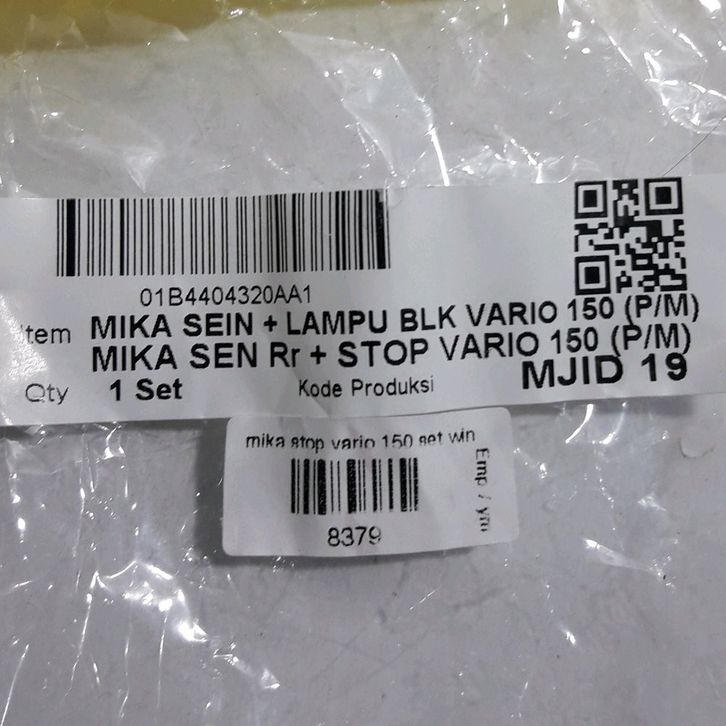 01B4404320AA1
Item MIKA SEIN + LAMPU BLK VARIO 150 (P/M)
MIKA SEN Rr + STOP VARIO 150 (P/M)
Qty 1 Set Kode Produksi MJID 19
mika stop vario 150 set win
8379
Emp /